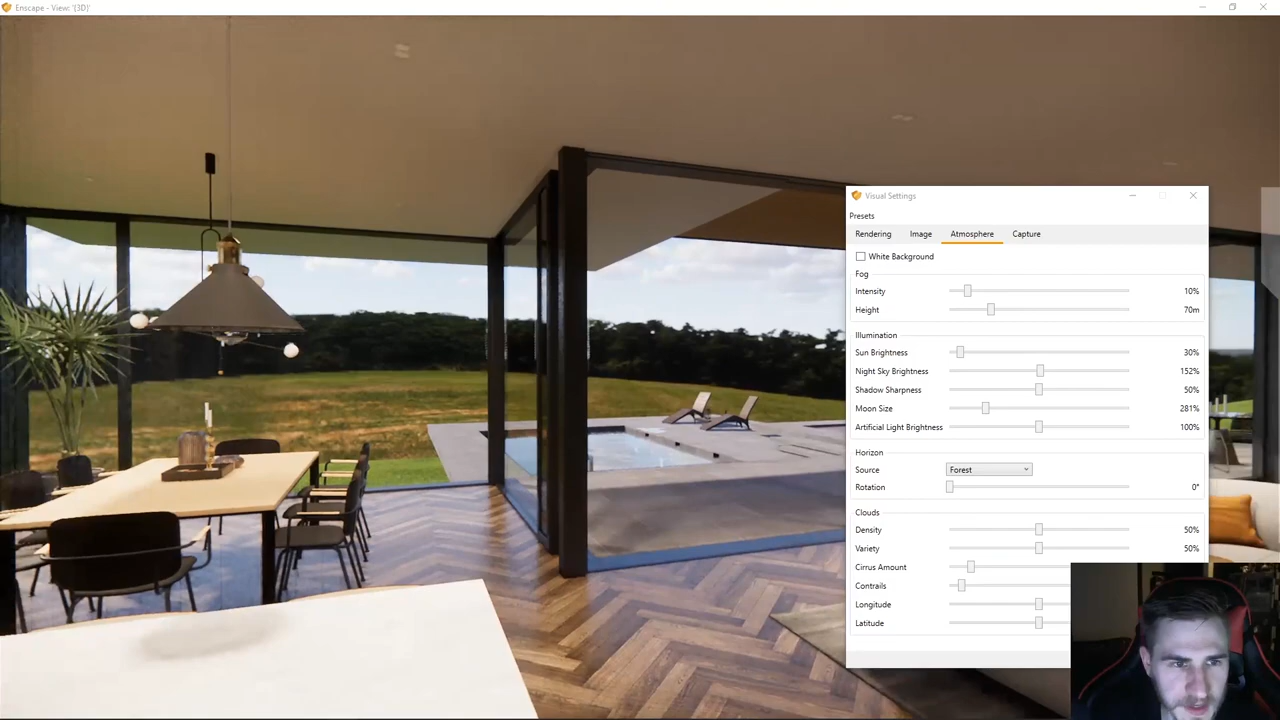 Enscape - View: '{3D}'
Visual Settings
Presets
Rendering Image Atmosphere Capture
White Background
Fog
Intensity 10%
Height 70m
Illumination
Sun Brightness 30%
Night Sky Brightness 152%
Shadow Sharpness 50%
Moon Size 281%
Artificial Light Brightness 100%
Horizon
Source Forest
Rotation 0°
Clouds
Density 50%
Variety 50%
Cirrus Amount
Contrails
Longitude
Latitude